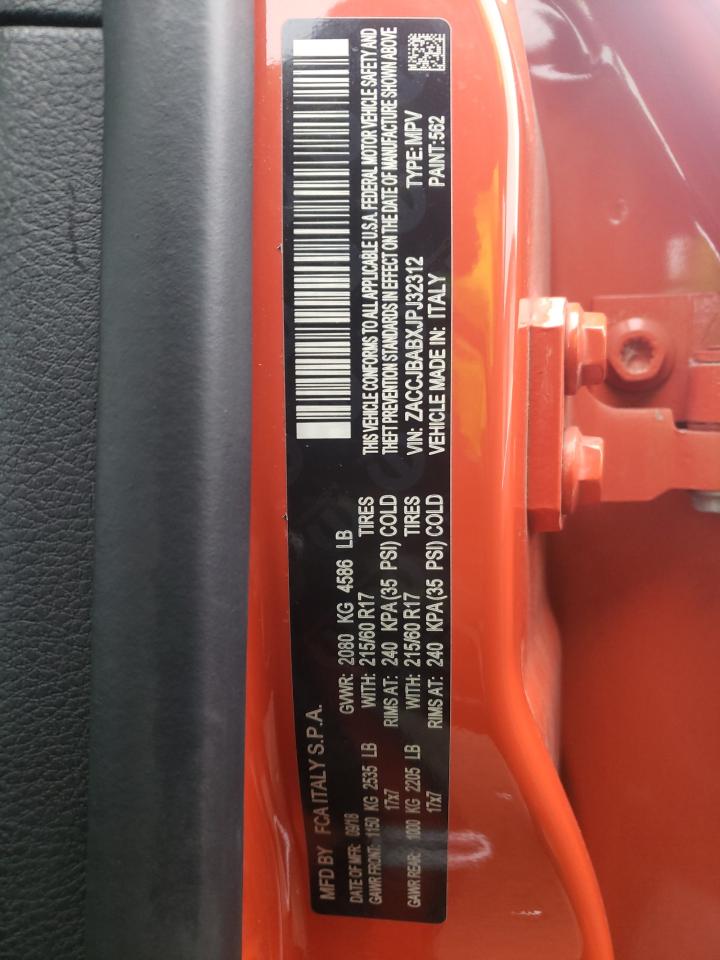 MFD BY FCA ITALY S.P.A.
DATE OF MFR: 09/18 GVWR: 2080 KG 4586 LB
GAWR FRONT: 1150 KG 2535 LB WITH: 215/60 R17 TIRES
17x7 RIMS AT: 240 KPA(35 PSI) COLD
GAWR REAR: 1000 KG 2205 LB WITH: 215/60 R17 TIRES
17x7 RIMS AT: 240 KPA(35 PSI) COLD
THIS VEHICLE CONFORMS TO ALL APPLICABLE U.S.A. FEDERAL MOTOR VEHICLE SAFETY AND
THEFT PREVENTION STANDARDS IN EFFECT ON THE DATE OF MANUFACTURE SHOWN ABOVE
VIN: ZACCJBABXJPJ32312 TYPE: MPV
VEHICLE MADE IN: ITALY PAINT:562